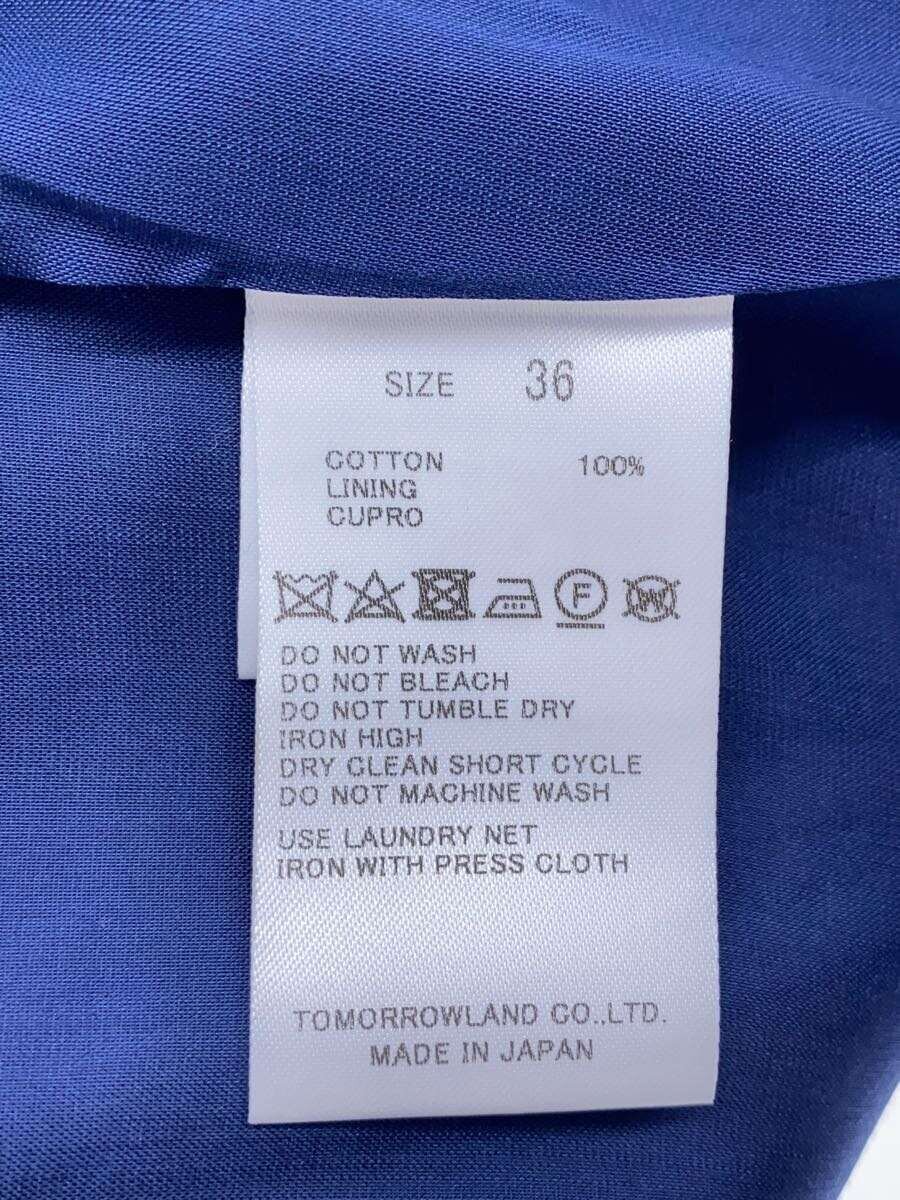 SIZE 36
COTTON 100%
LINING
CUPRO
F W
DO NOT WASH
DO NOT BLEACH
DO NOT TUMBLE DRY
IRON HIGH
DRY CLEAN SHORT CYCLE
DO NOT MACHINE WASH
USE LAUNDRY NET
IRON WITH PRESS CLOTH
TOMORROWLAND CO.,LTD.
MADE IN JAPAN